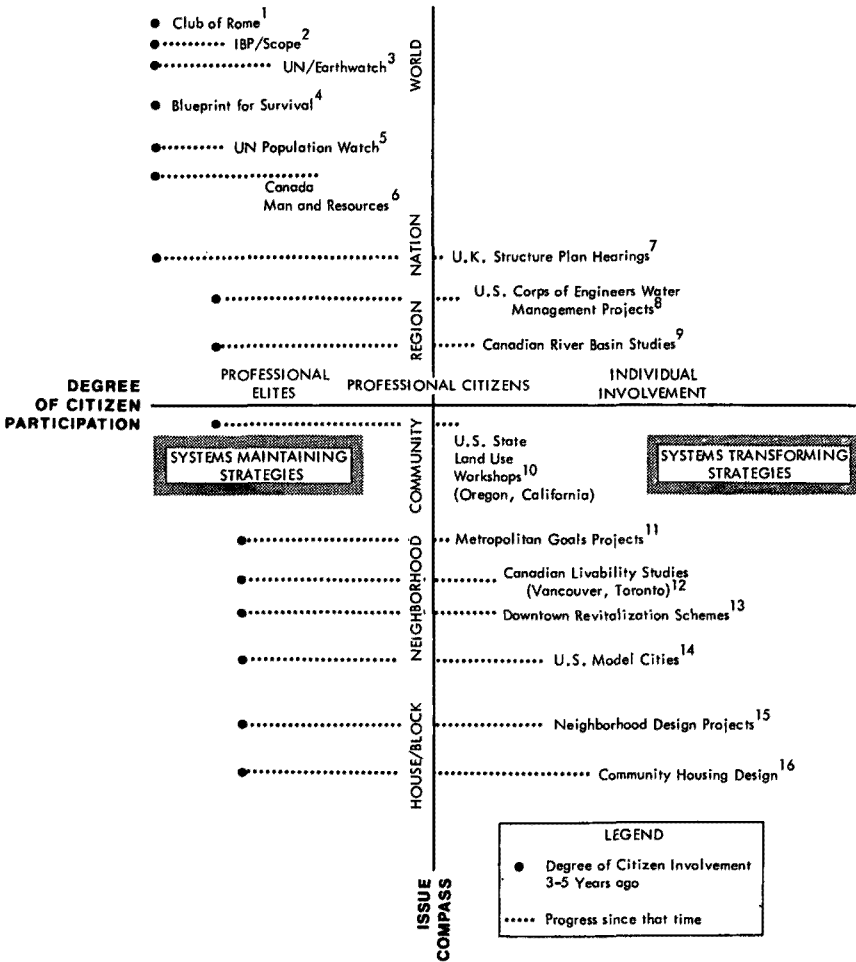 Club of Rome1
IBP/Scope2
UN/Earthwatch3
Blueprint for Survival4
UN Population Watch5
Canada
Man and Resources6
WORLD
NATION
U.K. Structure Plan Hearings7
U.S. Corps of Engineers Water
Management Projects8
REGION
Canadian River Basin Studies9
DEGREE
OF CITIZEN
PARTICIPATION
PROFESSIONAL
ELITES
PROFESSIONAL CITIZENS
INDIVIDUAL
INVOLVEMENT
SYSTEMS MAINTAINING
STRATEGIES
COMMUNITY
U.S. State
Land Use
Workshops10
(Oregon, California)
SYSTEMS TRANSFORMING
STRATEGIES
Metropolitan Goals Projects11
NEIGHBORHOOD
Canadian Livability Studies
(Vancouver, Toronto)12
Downtown Revitalization Schemes13
U.S. Model Cities14
HOUSE/BLOCK
Neighborhood Design Projects15
Community Housing Design16
ISSUE
COMPASS
LEGEND
Degree of Citizen Involvement
3-5 Years ago
Progress since that time